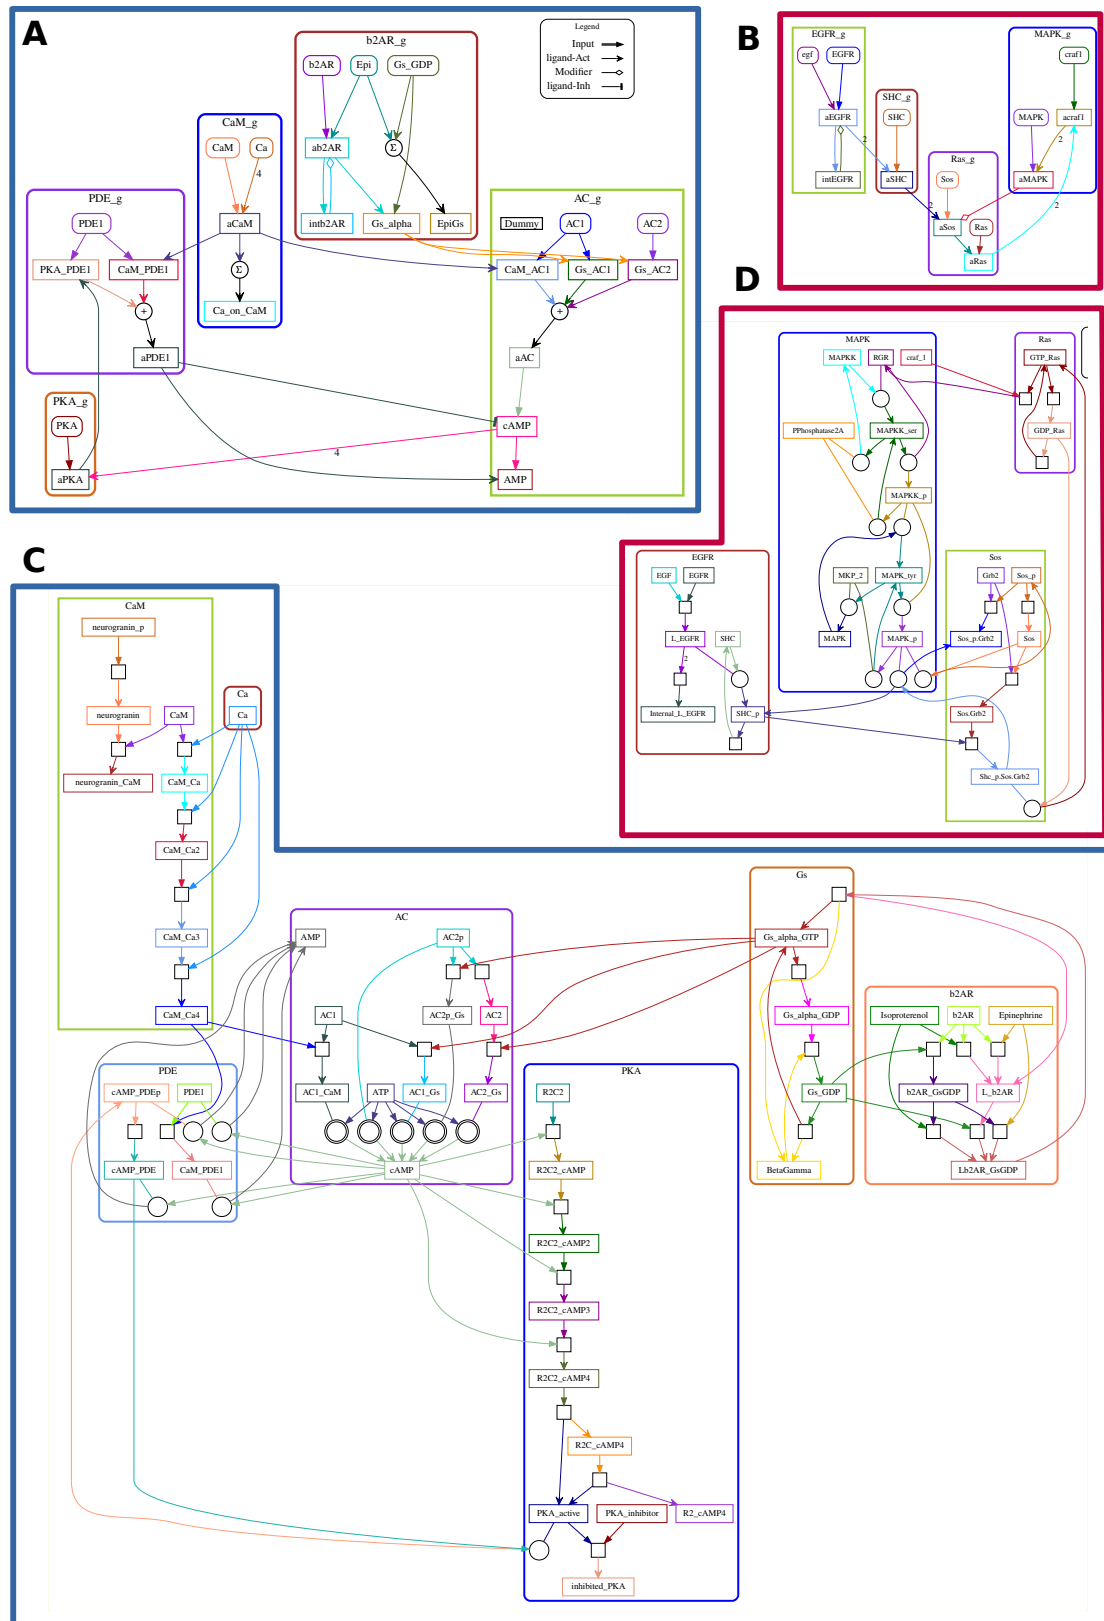 A
b2AR_g
b2AR
Epi
Gs_GDP
ab2AR
Σ
intb2AR
Gs_alpha
EpiGs
Legend
Input
ligand-Act
Modifier
ligand-Inh
CaM_g
CaM
Ca
4
aCaM
Σ
Ca_on_CaM
PDE_g
PDE1
PKA_PDE1
CaM_PDE1
+
aPDE1
PKA_g
PKA
aPKA
AC_g
Dummy
AC1
AC2
CaM_AC1
Gs_AC1
Gs_AC2
+
aAC
cAMP
4
AMP
B
EGFR_g
egf
EGFR
aEGFR
2
intEGFR
SHC_g
SHC
aSHC
2
Ras_g
Sos
aSos
Ras
aRas
2
MAPK_g
craf1
MAPK
acraf1
2
aMAPK
D
MAPK
MAPKK
RGR
craf_1
PPhosphatase2A
MAPKK_ser
MAPKK_p
MKP_2
MAPK_tyr
MAPK
MAPK_p
Ras
GTP_Ras
GDP_Ras
EGFR
EGF
EGFR
L_EGFR
SHC
2
Internal_L_EGFR
SHC_p
Sos
Grb2
Sos_p
Sos_p.Grb2
Sos
Sos.Grb2
Shc_p.Sos.Grb2
C
CaM
neurogranin_p
neurogranin
CaM
neurogranin_CaM
CaM_Ca
CaM_Ca2
CaM_Ca3
CaM_Ca4
Ca
Ca
AC
AMP
AC2p
AC1
AC2p_Gs
AC2
AC1_CaM
ATP
AC1_Gs
AC2_Gs
cAMP
PDE
cAMP_PDEp
PDE1
cAMP_PDE
CaM_PDE1
PKA
R2C2
R2C2_cAMP
R2C2_cAMP2
R2C2_cAMP3
R2C2_cAMP4
R2C_cAMP4
PKA_active
PKA_inhibitor
R2_cAMP4
inhibited_PKA
Gs
Gs_alpha_GTP
Gs_alpha_GDP
Gs_GDP
BetaGamma
b2AR
Isoproterenol
b2AR
Epinephrine
b2AR_GsGDP
L_b2AR
Lb2AR_GsGDP